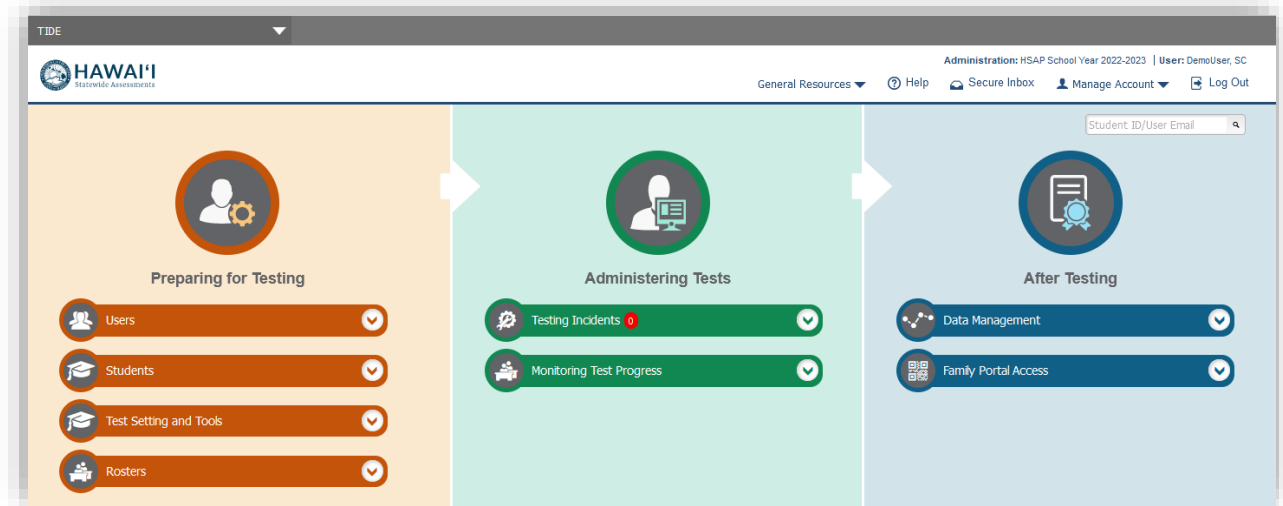 TIDE
HAWAI'I
Statewide Assessments
Administration: HSAP School Year 2022-2023 | User: DemoUser, SC
General Resources Help Secure Inbox Manage Account Log Out
Student ID/User Email
Preparing for Testing
Users
Students
Test Setting and Tools
Rosters
Administering Tests
Testing Incidents 0
Monitoring Test Progress
After Testing
Data Management
Family Portal Access